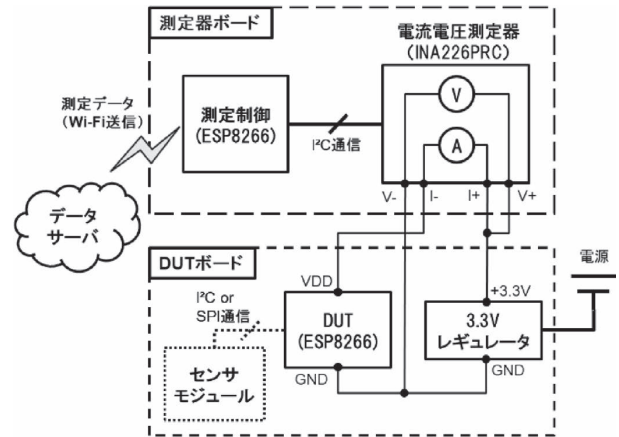 測定器ボード
電流電圧測定器
(INA226PRC)
V
A
測定データ
(Wi-Fi送信)
測定制御
(ESP8266)
I²C通信
V-
I-
I+
V+
データ
サーバ
DUTボード
電源
VDD
+3.3V
I²C or
SPI通信
DUT
(ESP8266)
3.3V
レギュレータ
GND
GND
センサ
モジュール